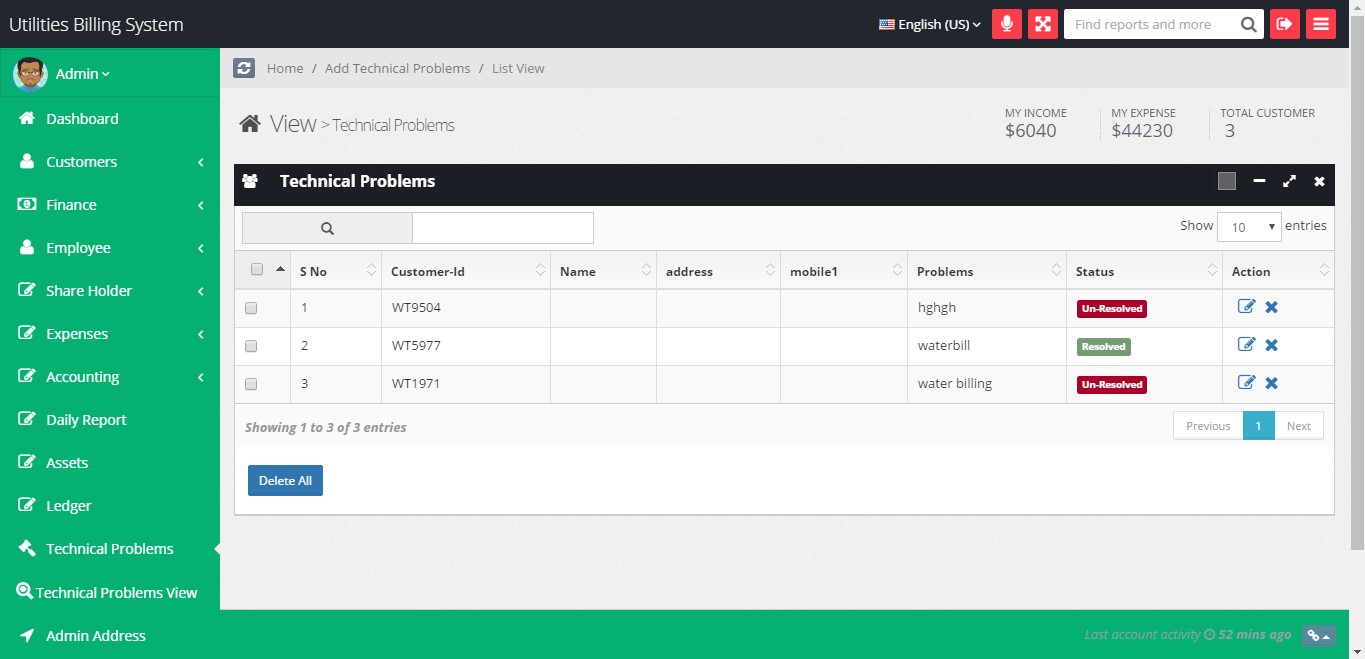 Utilities Billing System
English (US)
Find reports and more
Admin
Dashboard
Customers
Finance
Employee
Share Holder
Expenses
Accounting
Daily Report
Assets
Ledger
Technical Problems
Technical Problems View
Admin Address
Home / Add Technical Problems / List View
View > Technical Problems
MY INCOME
$6040
MY EXPENSE
$44230
TOTAL CUSTOMER
3
Technical Problems
Show 10 entries
S No Customer-Id Name address mobile1 Problems Status Action
1 WT9504 hghgh Un-Resolved
2 WT5977 waterbill Resolved
3 WT1971 water billing Un-Resolved
Showing 1 to 3 of 3 entries
Previous 1 Next
Delete All
Last account activity 52 mins ago